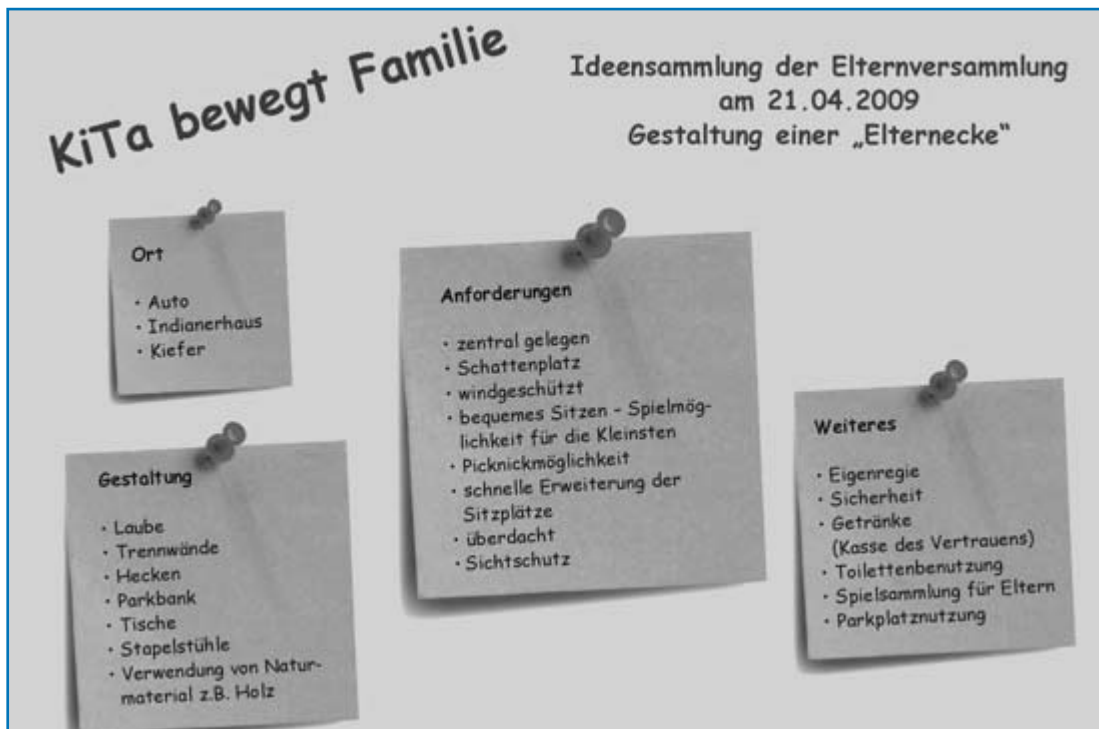 KiTa bewegt Familie
Ideensammlung der Elternversammlung
am 21.04.2009
Gestaltung einer „Elternecke“
Ort
• Auto
• Indianerhaus
• Kiefer
Anforderungen
• zentral gelegen
• Schattenplatz
• windgeschützt
• bequemes Sitzen - Spielmög-
lichkeit für die Kleinsten
• Picknickmöglichkeit
• schnelle Erweiterung der
Sitzplätze
• überdacht
• Sichtschutz
Gestaltung
• Laube
• Trennwände
• Hecken
• Parkbank
• Tische
• Stapelstühle
• Verwendung von Natur-
material z.B. Holz
Weiteres
• Eigenregie
• Sicherheit
• Getränke
(Kasse des Vertrauens)
• Toilettenbenutzung
• Spielsammlung für Eltern
• Parkplatznutzung